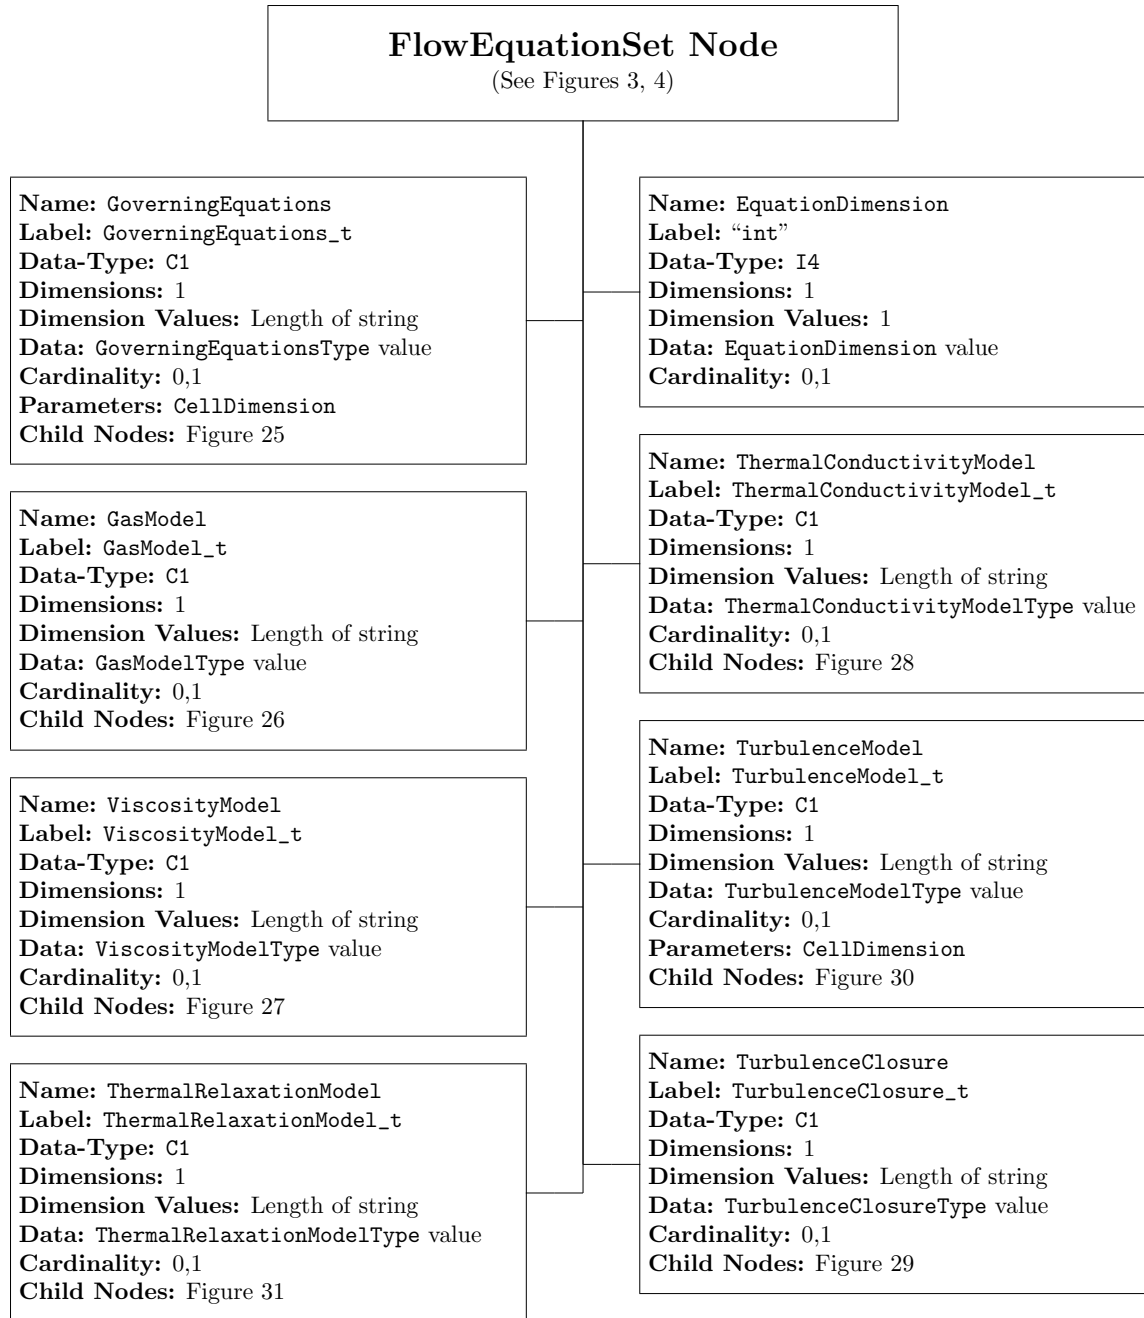 FlowEquationSet Node
(See Figures 3, 4)
Name: GoverningEquations
Label: GoverningEquations_t
Data-Type: C1
Dimensions: 1
Dimension Values: Length of string
Data: GoverningEquationsType value
Cardinality: 0,1
Parameters: CellDimension
Child Nodes: Figure 25
Name: GasModel
Label: GasModel_t
Data-Type: C1
Dimensions: 1
Dimension Values: Length of string
Data: GasModelType value
Cardinality: 0,1
Child Nodes: Figure 26
Name: ViscosityModel
Label: ViscosityModel_t
Data-Type: C1
Dimensions: 1
Dimension Values: Length of string
Data: ViscosityModelType value
Cardinality: 0,1
Child Nodes: Figure 27
Name: ThermalRelaxationModel
Label: ThermalRelaxationModel_t
Data-Type: C1
Dimensions: 1
Dimension Values: Length of string
Data: ThermalRelaxationModelType value
Cardinality: 0,1
Child Nodes: Figure 31
Name: EquationDimension
Label: “int”
Data-Type: I4
Dimensions: 1
Dimension Values: 1
Data: EquationDimension value
Cardinality: 0,1
Name: ThermalConductivityModel
Label: ThermalConductivityModel_t
Data-Type: C1
Dimensions: 1
Dimension Values: Length of string
Data: ThermalConductivityModelType value
Cardinality: 0,1
Child Nodes: Figure 28
Name: TurbulenceModel
Label: TurbulenceModel_t
Data-Type: C1
Dimensions: 1
Dimension Values: Length of string
Data: TurbulenceModelType value
Cardinality: 0,1
Parameters: CellDimension
Child Nodes: Figure 30
Name: TurbulenceClosure
Label: TurbulenceClosure_t
Data-Type: C1
Dimensions: 1
Dimension Values: Length of string
Data: TurbulenceClosureType value
Cardinality: 0,1
Child Nodes: Figure 29